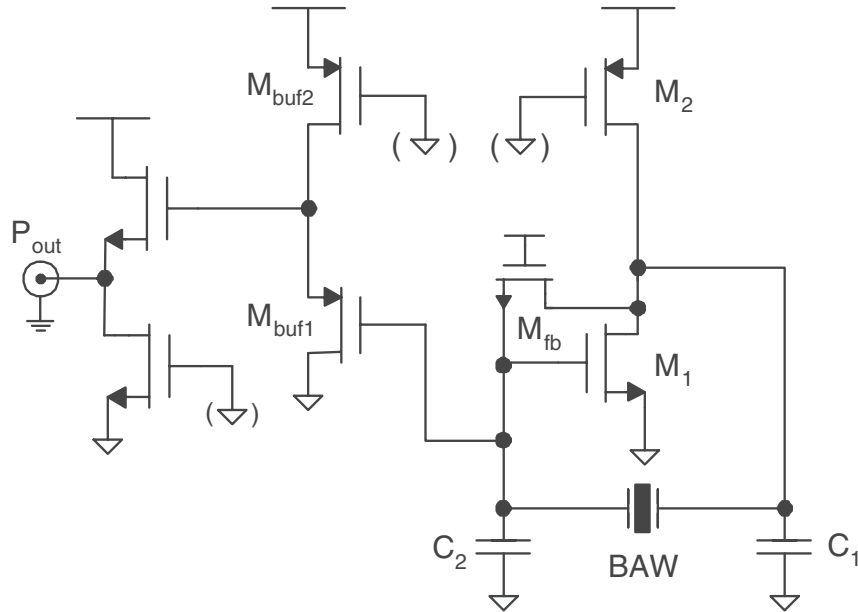 M_buf2
M_2
( )
( )
P_out
M_buf1
M_fb
M_1
( )
C_2
BAW
C_1